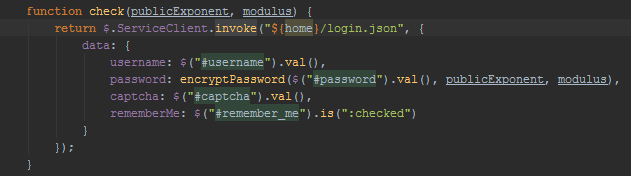 function check(publicExponent, modulus) {
    return $.ServiceClient.invoke("${home}/login.json", {
        data: {
            username: $("#username").val(),
            password: encryptPassword($("#password").val(), publicExponent, modulus),
            captcha: $("#captcha").val(),
            rememberMe: $("#remember_me").is(":checked")
        }
    });
}